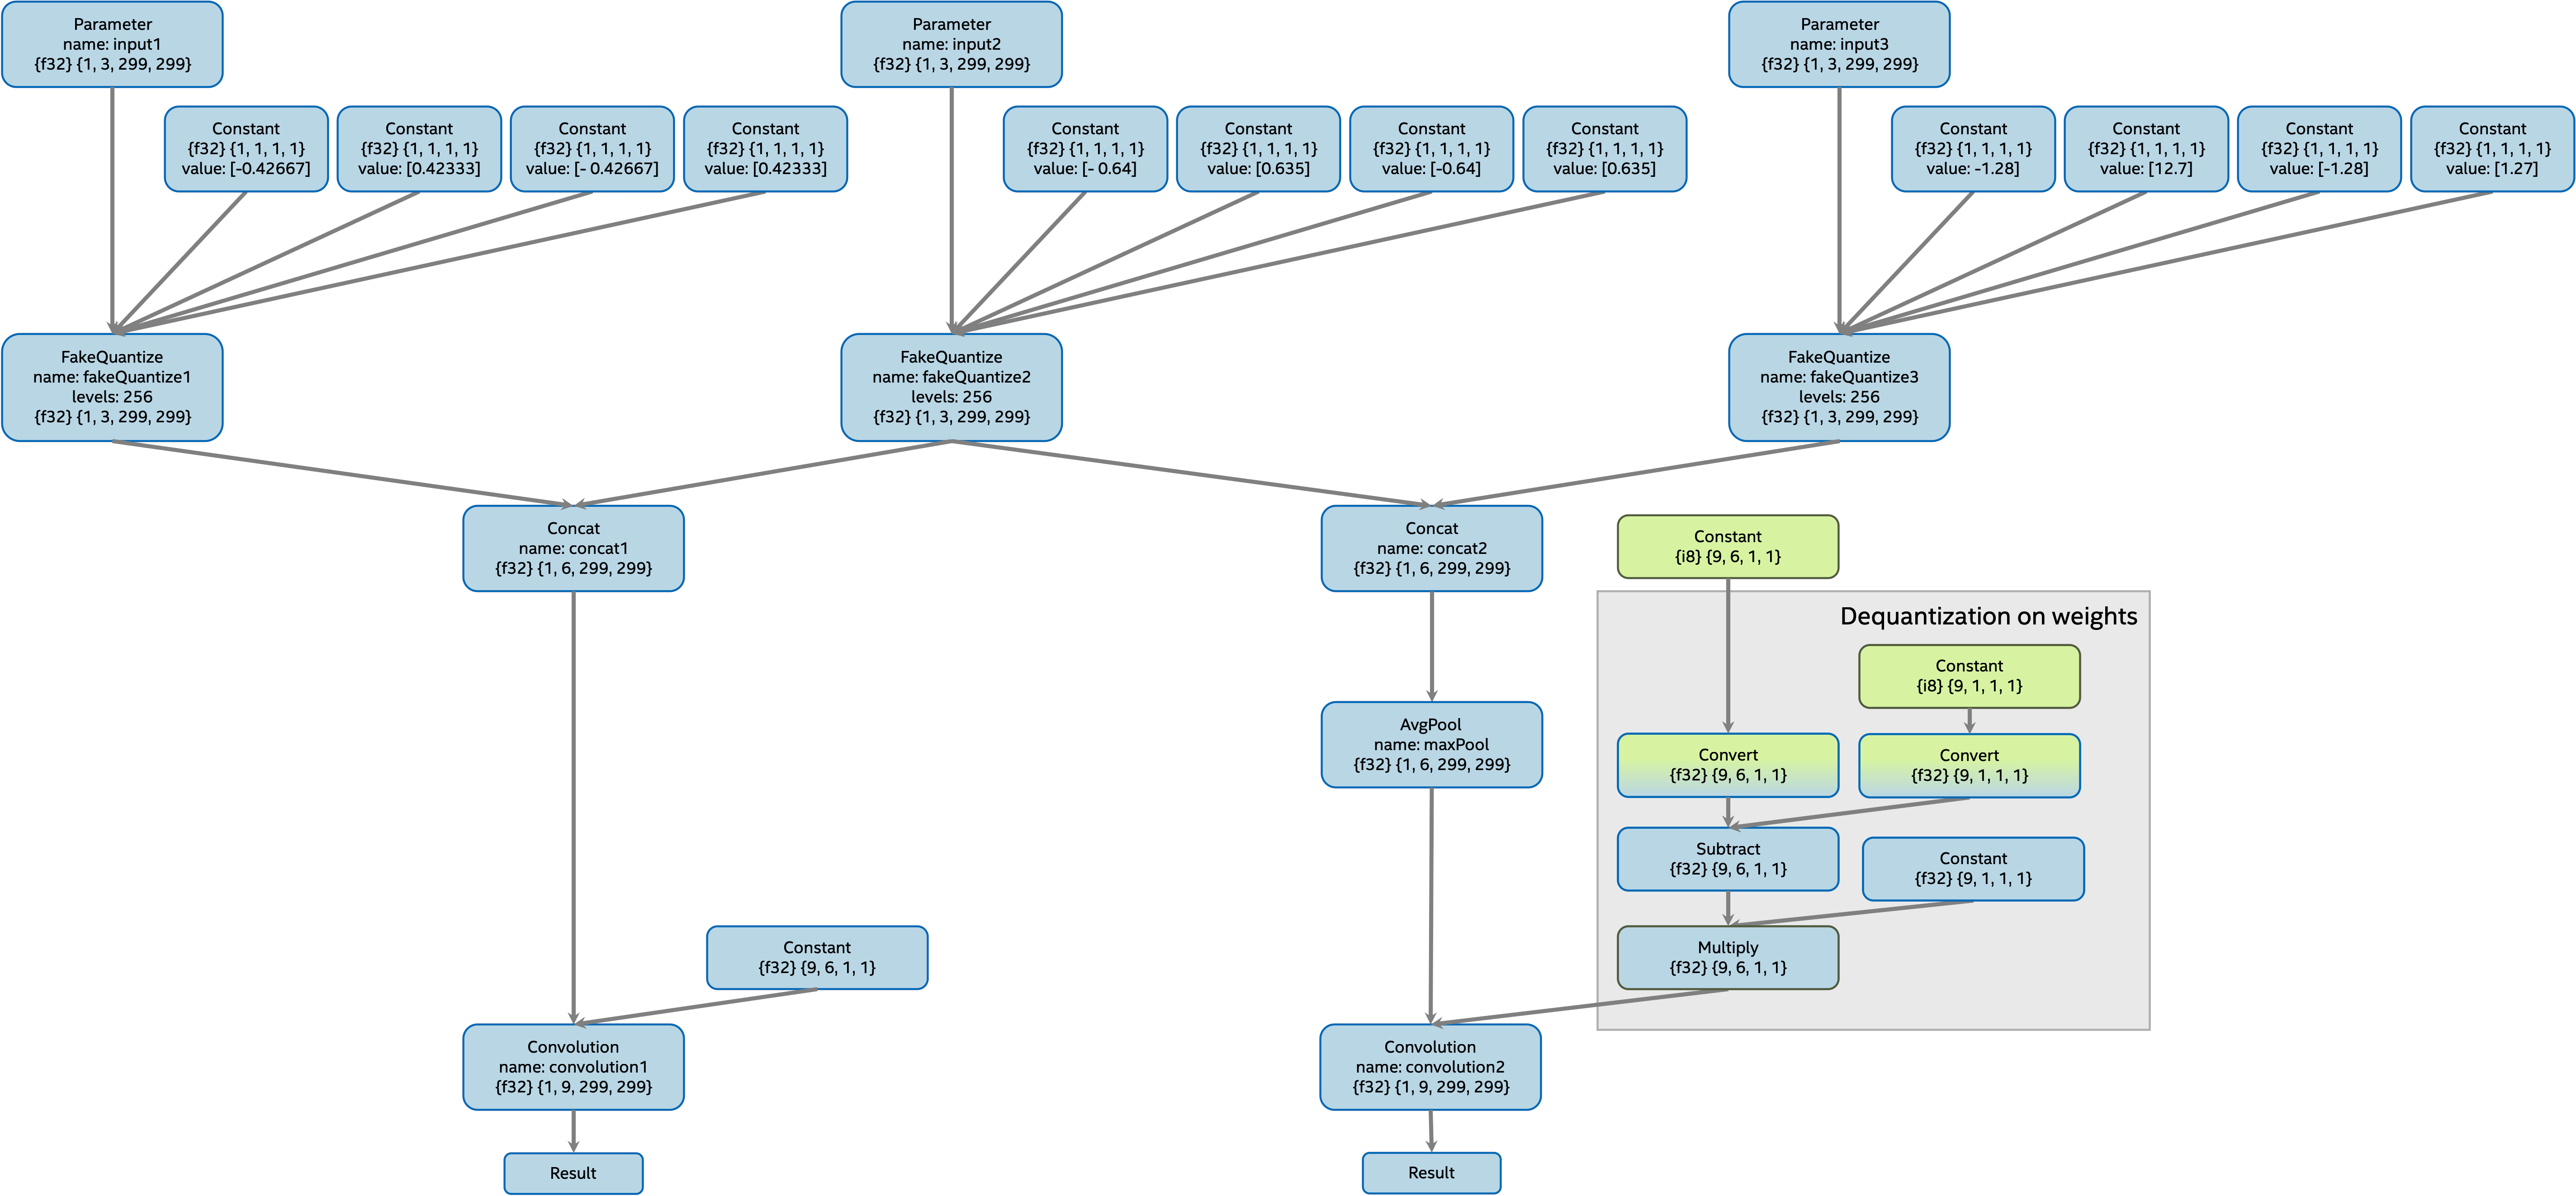 Parameter
name: input1
{f32} {1, 3, 299, 299}
Parameter
name: input2
{f32} {1, 3, 299, 299}
Parameter
name: input3
{f32} {1, 3, 299, 299}
Constant
{f32} {1, 1, 1, 1}
value: [-0.42667]
Constant
{f32} {1, 1, 1, 1}
value: [0.42333]
Constant
{f32} {1, 1, 1, 1}
value: [- 0.42667]
Constant
{f32} {1, 1, 1, 1}
value: [0.42333]
Constant
{f32} {1, 1, 1, 1}
value: [- 0.64]
Constant
{f32} {1, 1, 1, 1}
value: [0.635]
Constant
{f32} {1, 1, 1, 1}
value: [-0.64]
Constant
{f32} {1, 1, 1, 1}
value: [0.635]
Constant
{f32} {1, 1, 1, 1}
value: -1.28]
Constant
{f32} {1, 1, 1, 1}
value: [12.7]
Constant
{f32} {1, 1, 1, 1}
value: [-1.28]
Constant
{f32} {1, 1, 1, 1}
value: [1.27]
FakeQuantize
name: fakeQuantize1
levels: 256
{f32} {1, 3, 299, 299}
FakeQuantize
name: fakeQuantize2
levels: 256
{f32} {1, 3, 299, 299}
FakeQuantize
name: fakeQuantize3
levels: 256
{f32} {1, 3, 299, 299}
Concat
name: concat1
{f32} {1, 6, 299, 299}
Concat
name: concat2
{f32} {1, 6, 299, 299}
Constant
{i8} {9, 6, 1, 1}
Dequantization on weights
Constant
{i8} {9, 1, 1, 1}
AvgPool
name: maxPool
{f32} {1, 6, 299, 299}
Convert
{f32} {9, 6, 1, 1}
Convert
{f32} {9, 1, 1, 1}
Subtract
{f32} {9, 6, 1, 1}
Constant
{f32} {9, 1, 1, 1}
Constant
{f32} {9, 6, 1, 1}
Multiply
{f32} {9, 6, 1, 1}
Convolution
name: convolution1
{f32} {1, 9, 299, 299}
Convolution
name: convolution2
{f32} {1, 9, 299, 299}
Result
Result